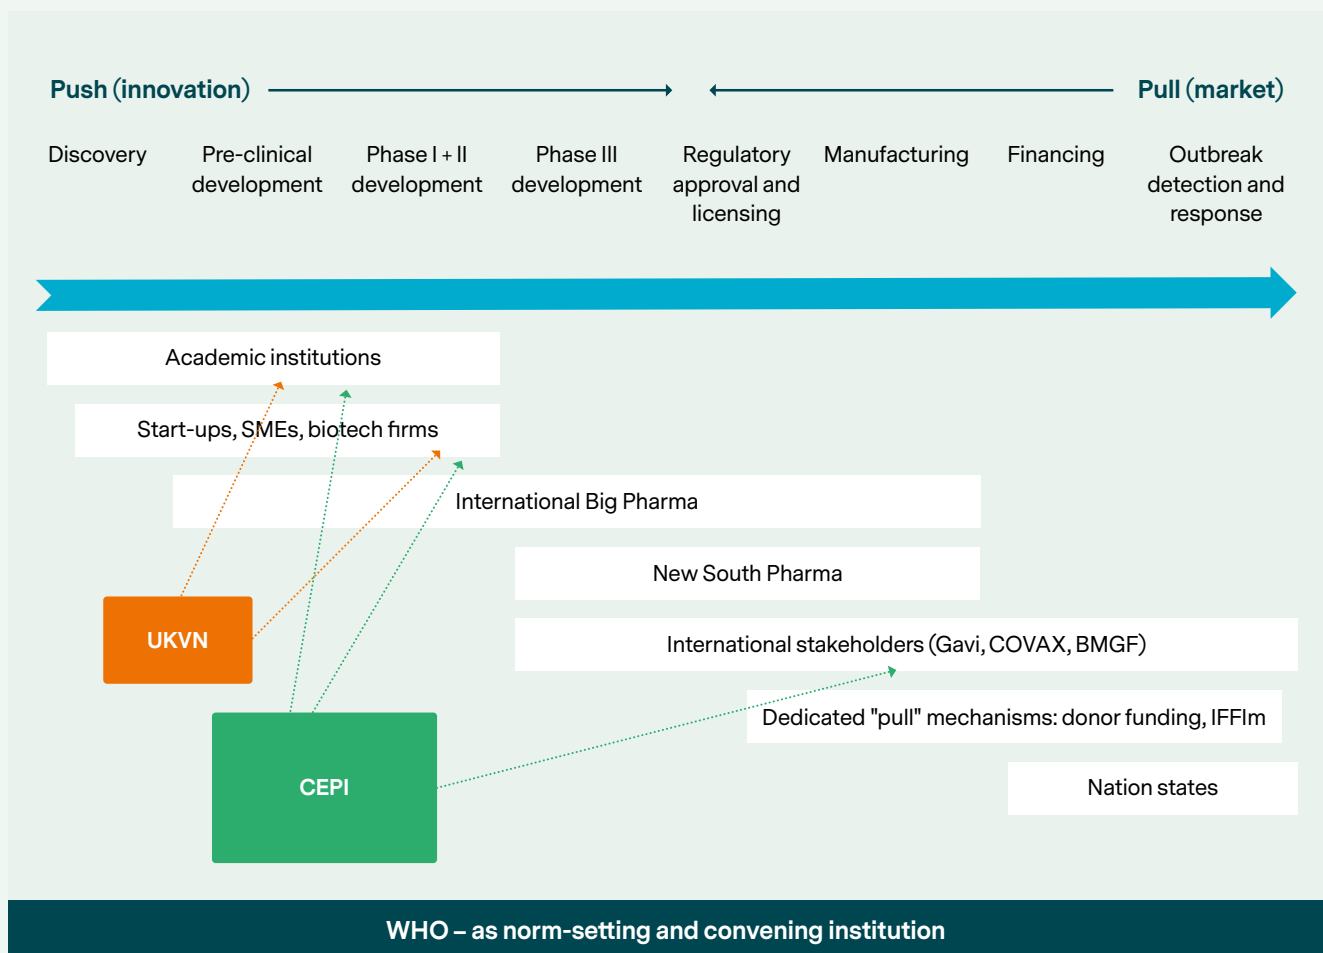 Push (innovation)
Pull (market)
Discovery
Pre-clinical
development
Phase I + II
development
Phase III
development
Regulatory
approval and
licensing
Manufacturing
Financing
Outbreak
detection and
response
Academic institutions
Start-ups, SMEs, biotech firms
International Big Pharma
New South Pharma
UKVN
International stakeholders (Gavi, COVAX, BMGF)
Dedicated "pull" mechanisms: donor funding, IFFIm
CEPI
Nation states
WHO – as norm-setting and convening institution